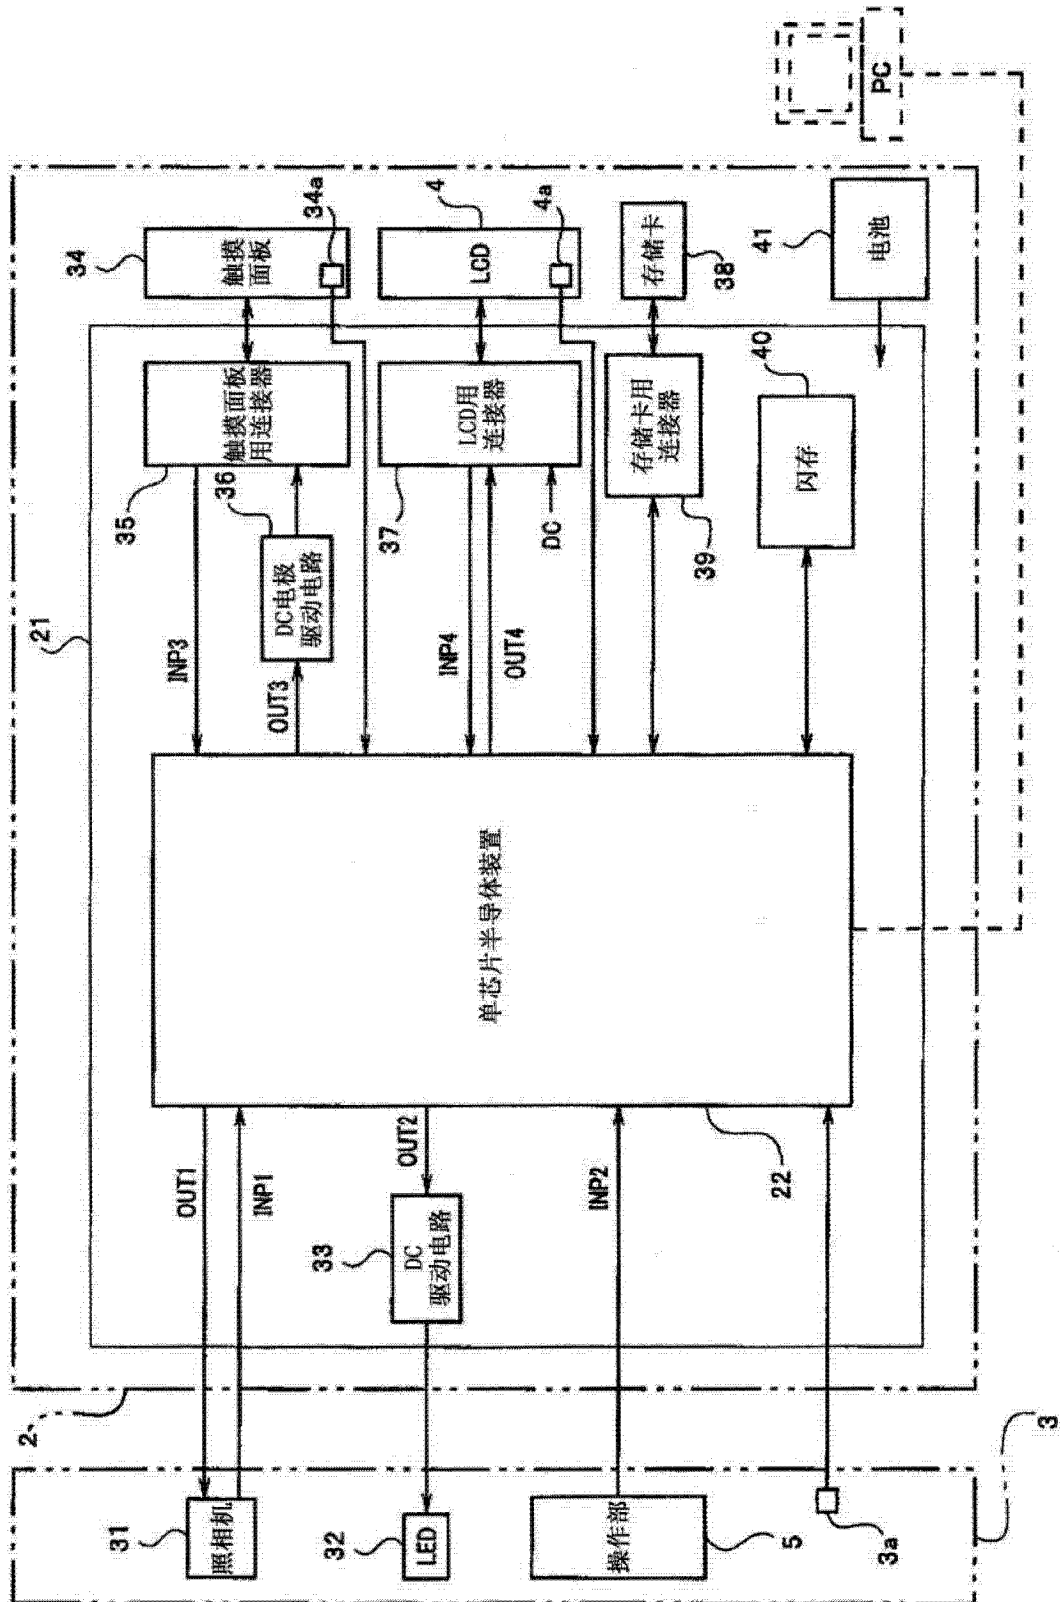 2
21
34
31
35
照相机
OUT1
INP1
INP3
触摸面板
用连接器
触摸
面板
34a
36
OUT3
DC电极
驱动电路
32
LED
33
DC
驱动电路
OUT2
37
INP4
OUT4
LCD用
连接器
DC
LCD
4
4a
单芯片半导体装置
操作部
5
INP2
22
存储卡用
连接器
39
存储卡
38
40
闪存
41
电池
3a
3
PC